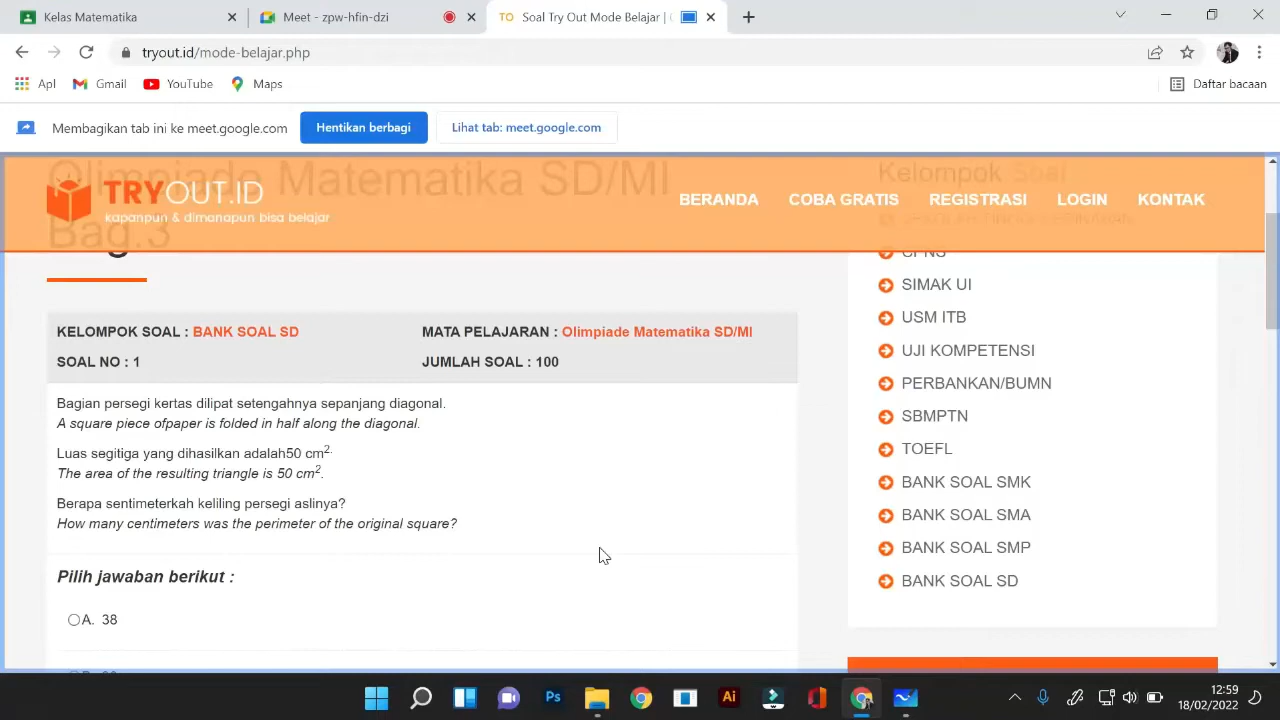 Kelas Matematika
Meet - zpw-hfin-dzi
TO Soal Try Out Mode Belajar | (
tryout.id/mode-belajar.php
Apl Gmail YouTube Maps
Daftar bacaan
Membagikan tab ini ke meet.google.com
Hentikan berbagi
Lihat tab: meet.google.com
Olimpiade Matematika SD/MI
Bag.3
TRYOUT.ID
kapanpun & dimanapun bisa belajar
BERANDA COBA GRATIS REGISTRASI LOGIN KONTAK
KELOMPOK SOAL : BANK SOAL SD
MATA PELAJARAN : Olimpiade Matematika SD/MI
SOAL NO : 1
JUMLAH SOAL : 100
Bagian persegi kertas dilipat setengahnya sepanjang diagonal.
A square piece ofpaper is folded in half along the diagonal.
Luas segitiga yang dihasilkan adalah50 cm2.
The area of the resulting triangle is 50 cm2.
Berapa sentimeterkah keliling persegi aslinya?
How many centimeters was the perimeter of the original square?
Pilih jawaban berikut :
A. 38
Kelompok Soal
CPNS
SIMAK UI
USM ITB
UJI KOMPETENSI
PERBANKAN/BUMN
SBMPTN
TOEFL
BANK SOAL SMK
BANK SOAL SMA
BANK SOAL SMP
BANK SOAL SD
Ps
Ai
12:59
18/02/2022